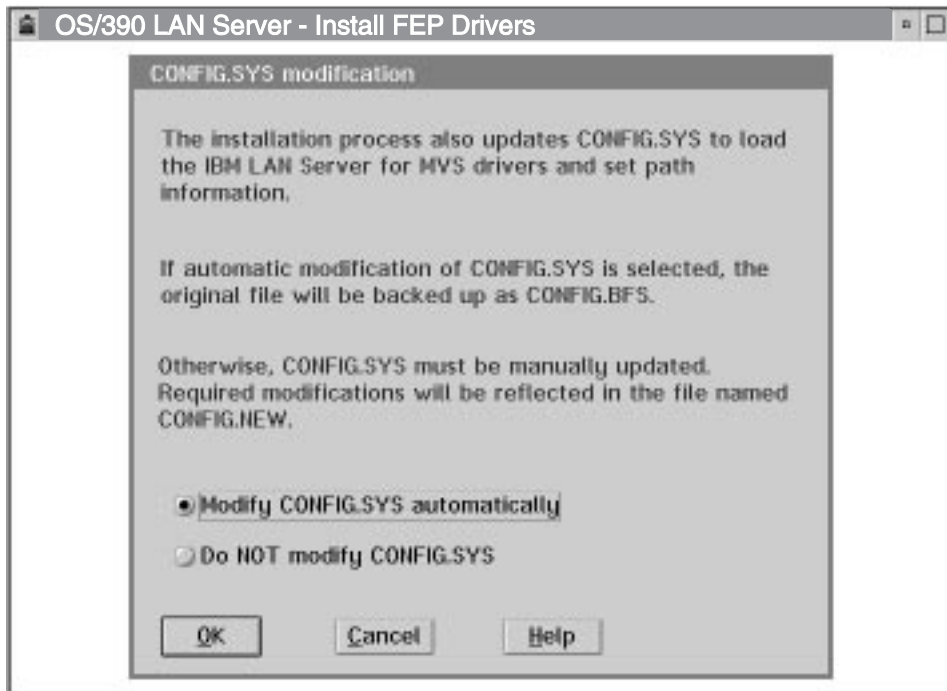 OS/390 LAN Server - Install FEP Drivers
CONFIG.SYS modification
The installation process also updates CONFIG.SYS to load
the IBM LAN Server for MVS drivers and set path
information.
If automatic modification of CONFIG.SYS is selected, the
original file will be backed up as CONFIG.BFS.
Otherwise, CONFIG.SYS must be manually updated.
Required modifications will be reflected in the file named
CONFIG.NEW.
Modify CONFIG.SYS automatically
Do NOT modify CONFIG.SYS
OK Cancel Help